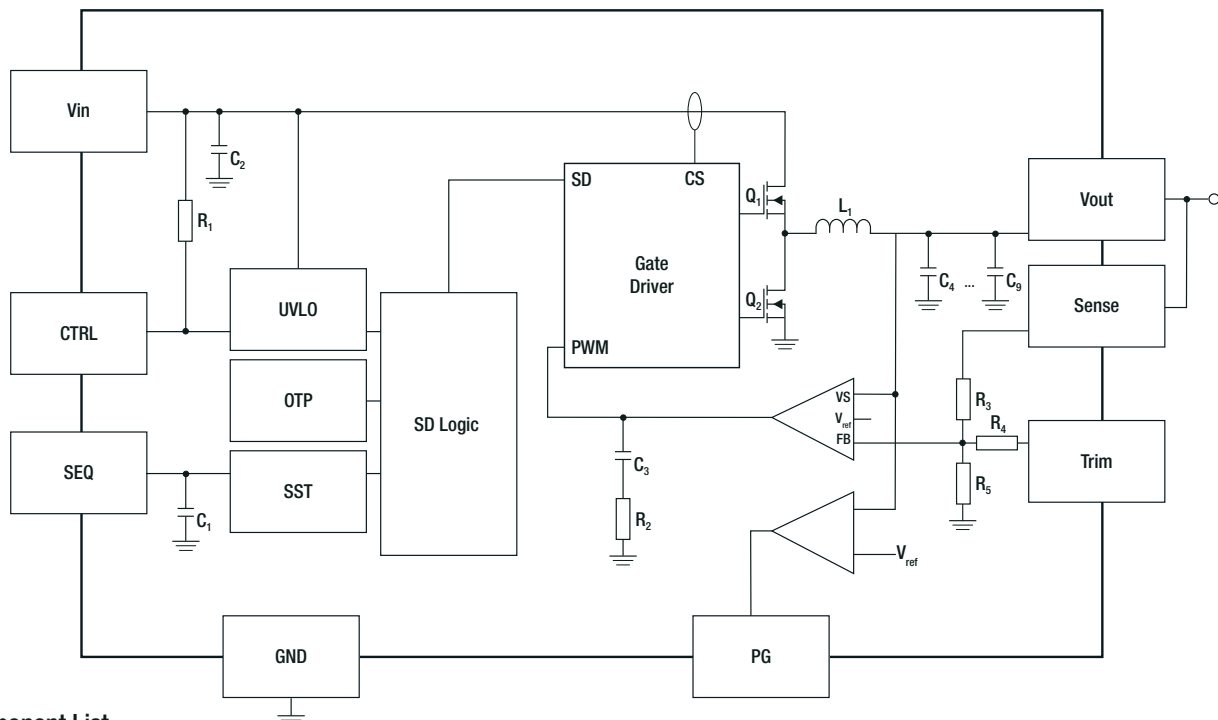 Vin
C₂
R₁
SD
CS
Q₁
L₁
Vout
Gate
Driver
C₄ ... C₉
Q₂
Sense
UVLO
CTRL
PWM
OTP
SD Logic
VS
Vref
FB
R₃
R₄
Trim
SEQ
SST
C₃
R₅
C₁
R₂
Vref
GND
PG